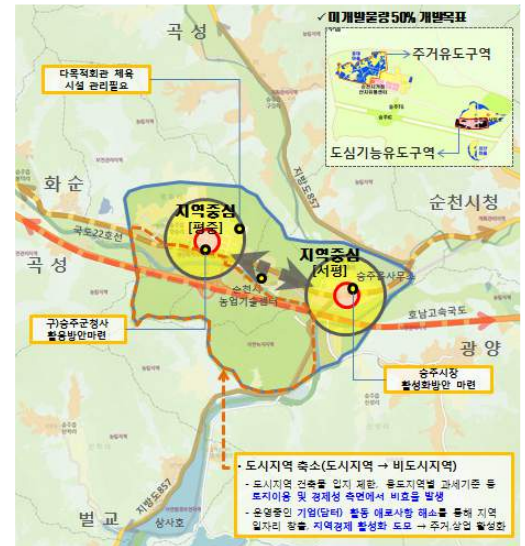 ✓미개발물량 50% 개발목표
주거유도구역
도심기능유도구역
곡성
다목적회관 체육
시설 관리필요
화순
지방도857
순천시청
지역중심
[평중]
국도22호선
곡성
지역중심
[서평]
승주읍사무소
순천시
농업기술센터
구)승주군청사
활용방안마련
호남고속국도
광양
승주시장
활성화방안 마련
• 도시지역 축소(도시지역 → 비도시지역)
- 도시지역 건축물 입지 제한, 용도지역별 과세기준 등
토지이용 및 경제성 측면에서 비효율 발생
- 운영중인 기업(담터) 활동 애로사항 해소를 통해 지역
일자리 창출, 지역경제 활성화 도모 → 주거.상업 활성화
지방도857
벌교
상사호